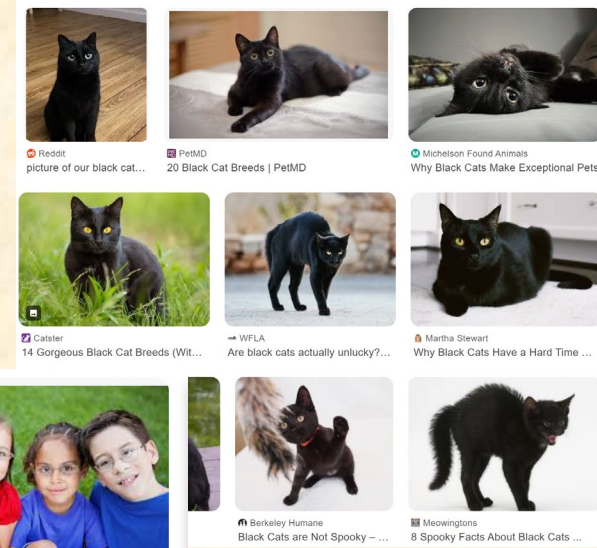 Reddit
picture of our black cat...
PetMD
20 Black Cat Breeds | PetMD
Michelson Found Animals
Why Black Cats Make Exceptional Pets
Catster
14 Gorgeous Black Cat Breeds (Wit...
WFLA
Are black cats actually unlucky?...
Martha Stewart
Why Black Cats Have a Hard Time ...
Berkeley Humane
Black Cats are Not Spooky – ...
Meowingtons
8 Spooky Facts About Black Cats ...